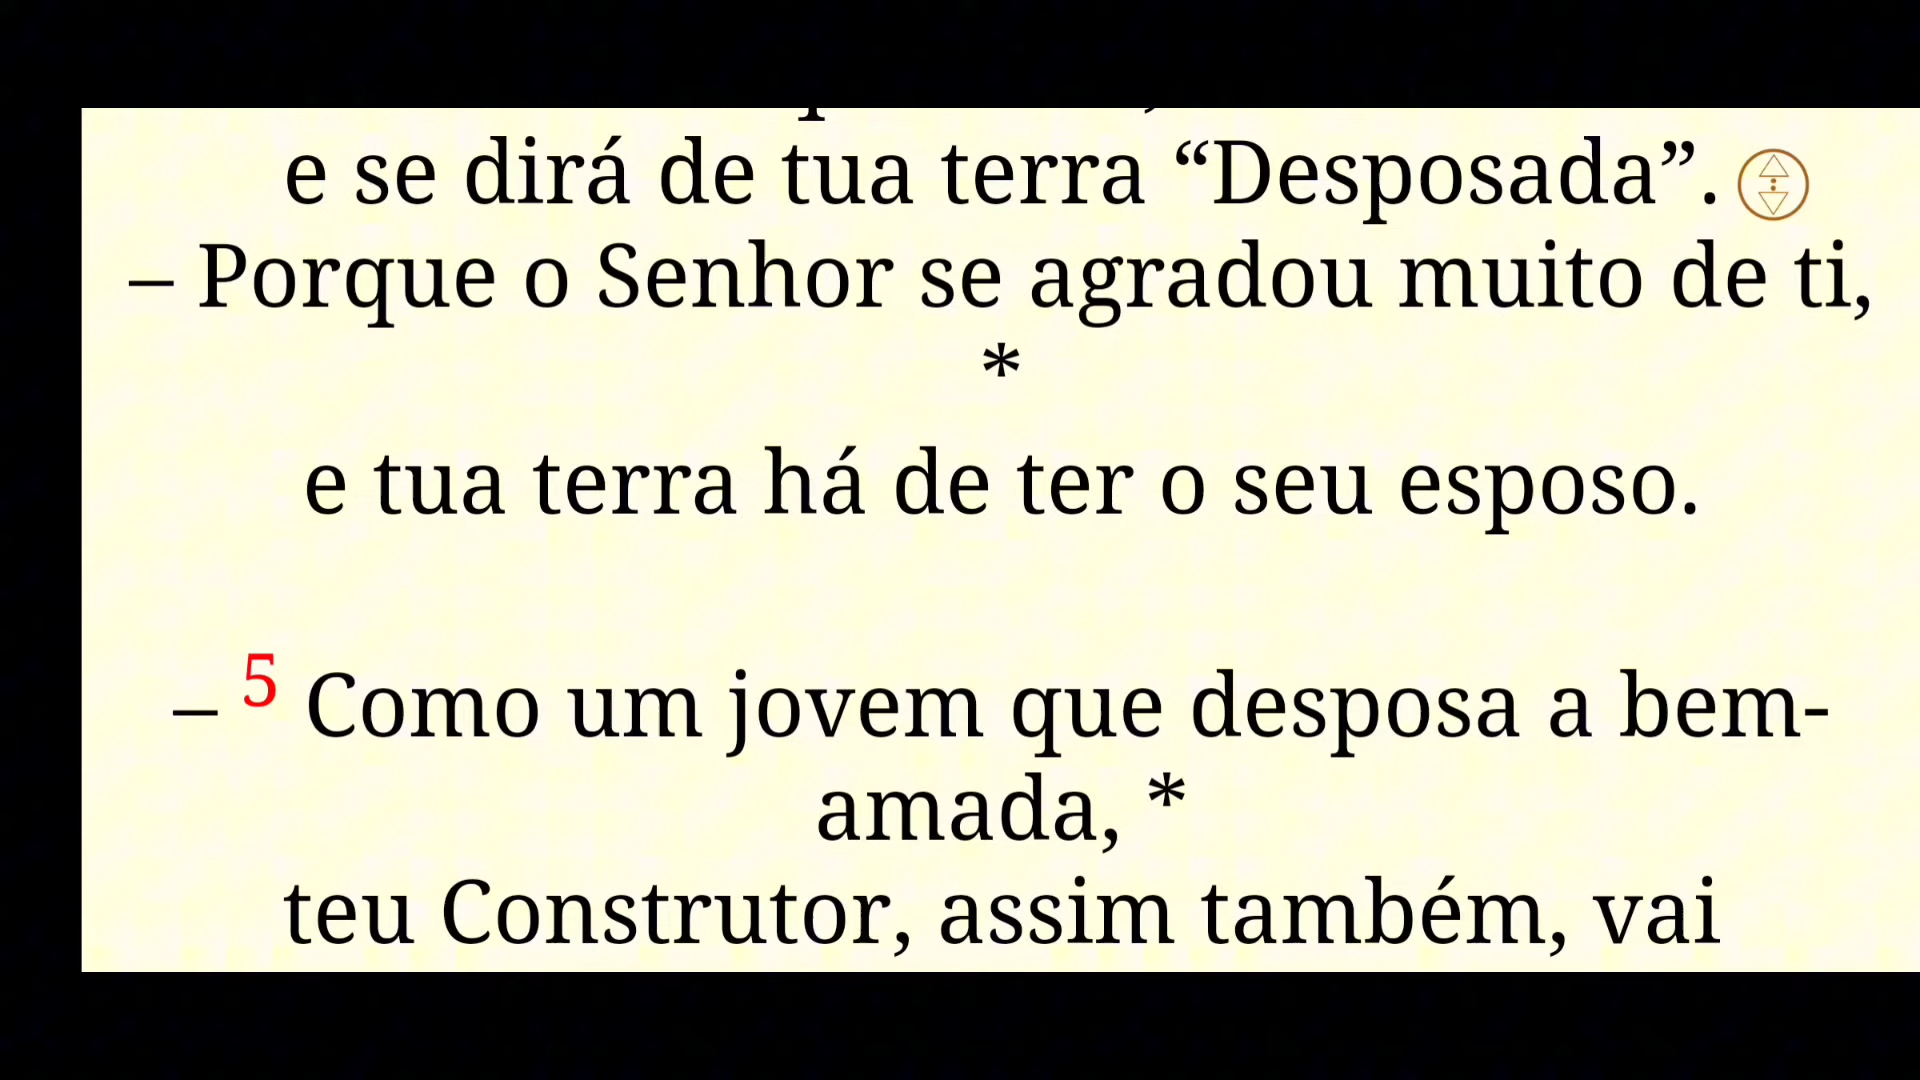 e se dirá de tua terra “Desposada”.
– Porque o Senhor se agradou muito de ti,
*
e tua terra há de ter o seu esposo.
– 5 Como um jovem que desposa a bem-
amada, *
teu Construtor, assim também, vai